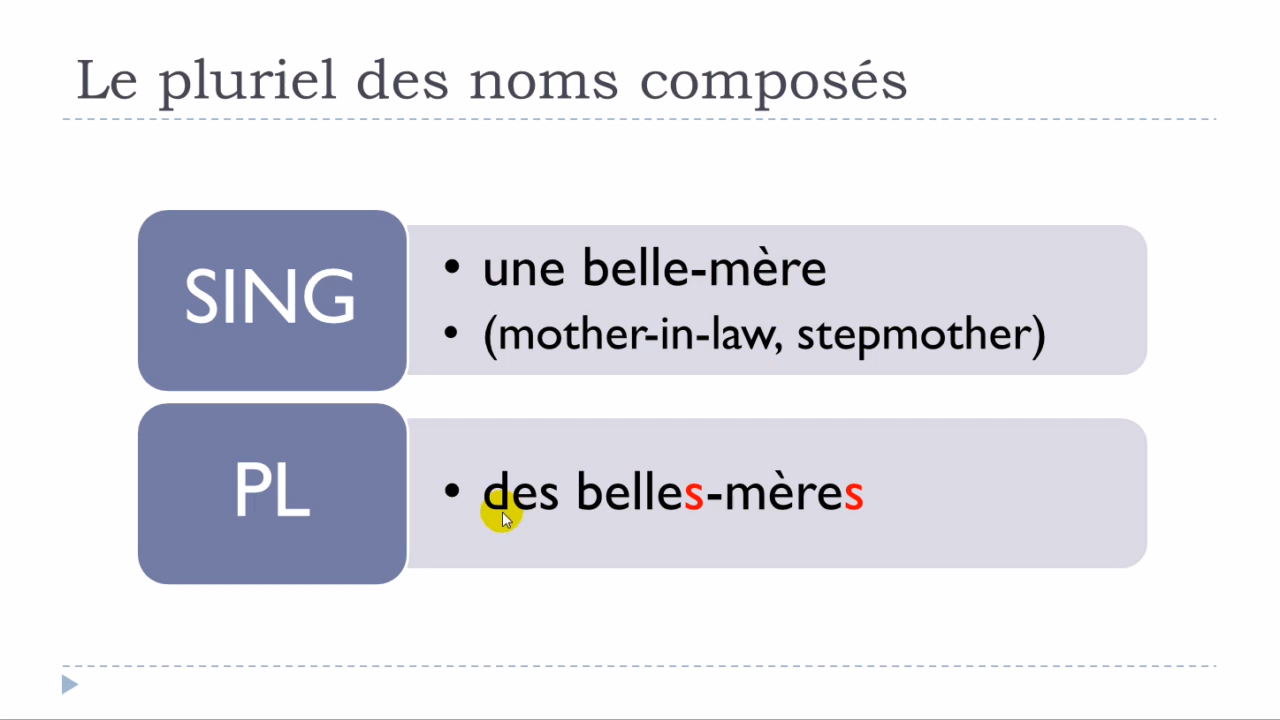 Le pluriel des noms composés
SING
• une belle-mère
• (mother-in-law, stepmother)
PL
• des belles-mères